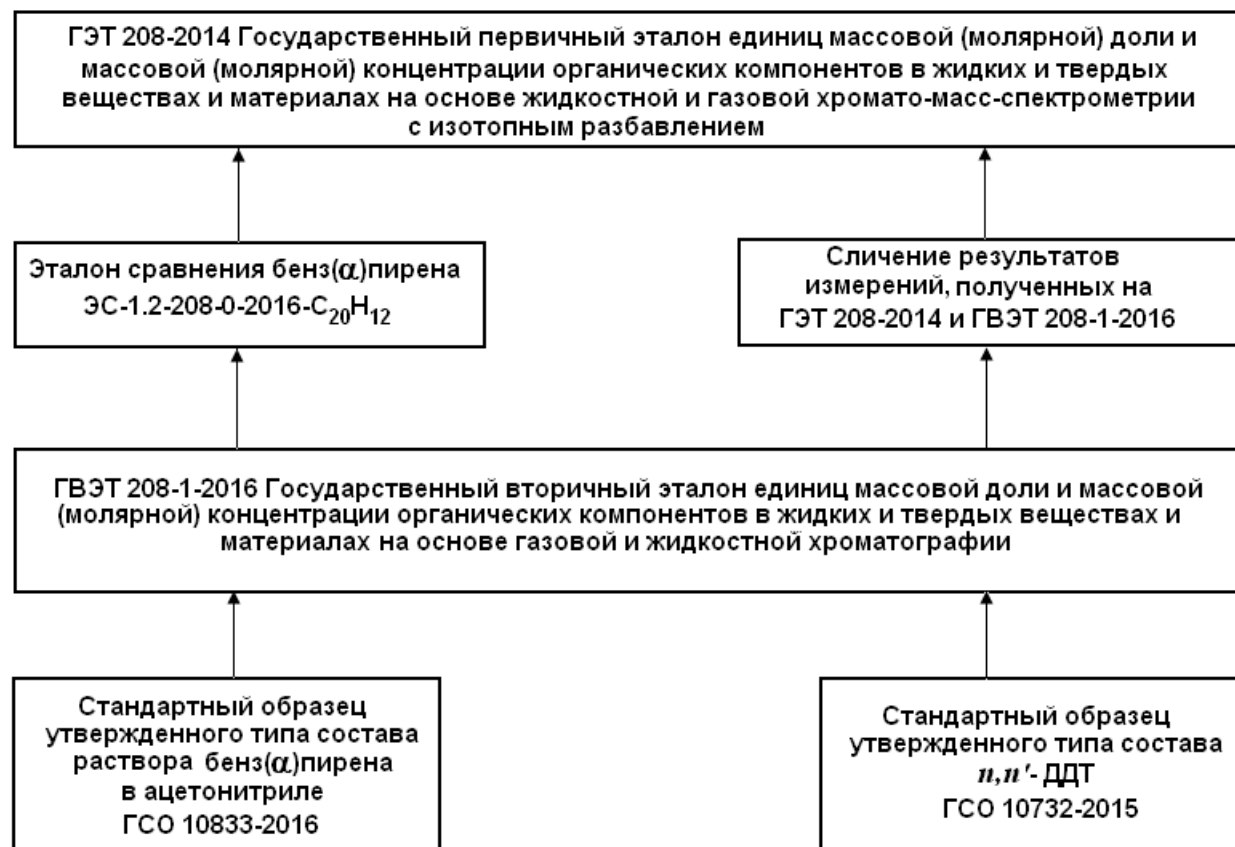 ГЭТ 208-2014 Государственный первичный эталон единиц массовой (молярной) доли и
массовой (молярной) концентрации органических компонентов в жидких и твердых
веществах и материалах на основе жидкостной и газовой хромато-масс-спектрометрии
с изотопным разбавлением
Эталон сравнения бенз(α)пирена
ЭС-1.2-208-0-2016-C₂₀H₁₂
Сличение результатов
измерений, полученных на
ГЭТ 208-2014 и ГВЭТ 208-1-2016
ГВЭТ 208-1-2016 Государственный вторичный эталон единиц массовой доли и массовой
(молярной) концентрации органических компонентов в жидких и твердых веществах и
материалах на основе газовой и жидкостной хроматографии
Стандартный образец
утвержденного типа состава
раствора бенз(α)пирена
в ацетонитриле
ГСО 10833-2016
Стандартный образец
утвержденного типа состава
n,n'- ДДТ
ГСО 10732-2015